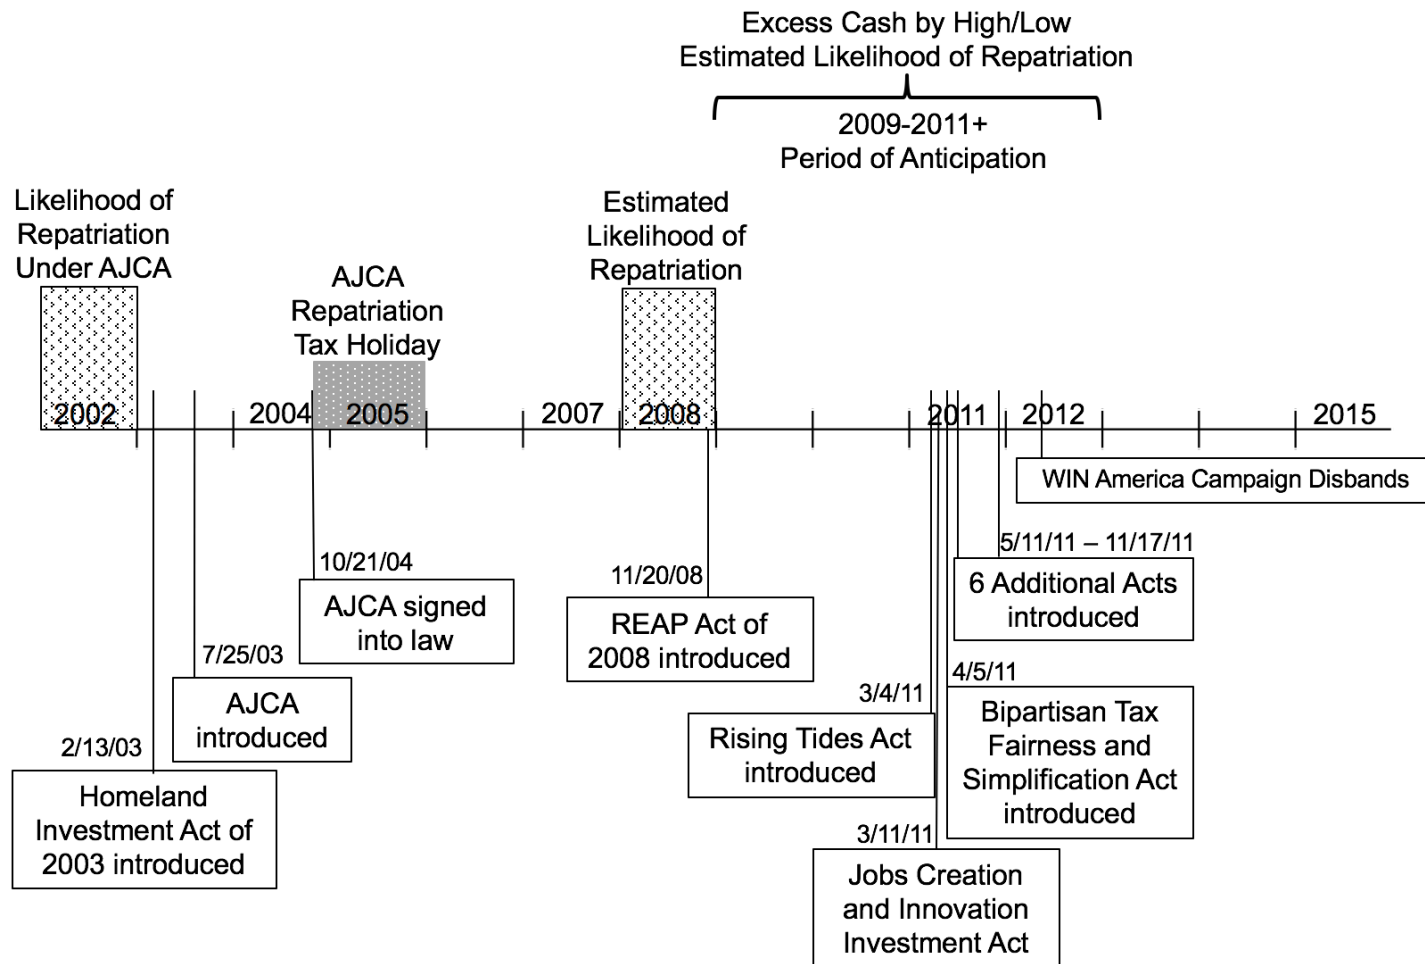 Excess Cash by High/Low
Estimated Likelihood of Repatriation
2009-2011+
Period of Anticipation
Likelihood of
Repatriation
Under AJCA
AJCA
Repatriation
Tax Holiday
Estimated
Likelihood of
Repatriation
2002
2004
2005
2007
2008
2011
2012
2015
WIN America Campaign Disbands
5/11/11 – 11/17/11
6 Additional Acts
introduced
10/21/04
AJCA signed
into law
11/20/08
REAP Act of
2008 introduced
7/25/03
AJCA
introduced
4/5/11
Bipartisan Tax
Fairness and
Simplification Act
introduced
3/4/11
Rising Tides Act
introduced
2/13/03
Homeland
Investment Act of
2003 introduced
3/11/11
Jobs Creation
and Innovation
Investment Act